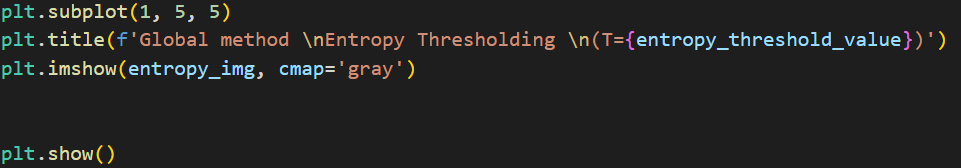 plt.subplot(1, 5, 5)
plt.title(f'Global method \nEntropy Thresholding \n(T={entropy_threshold_value})')
plt.imshow(entropy_img, cmap='gray')
plt.show()